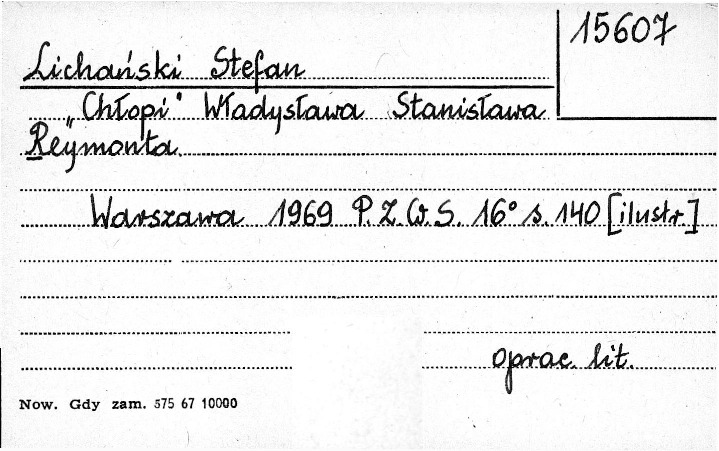 15607
Lichański Stefan
„Chłopi" Władysława Stanisława
Reymonta
Warszawa 1969 P.Z.W.S. 16° s. 140 [ilustr.]
oprac. lit.
Now. Gdy zam. 575 67 10000